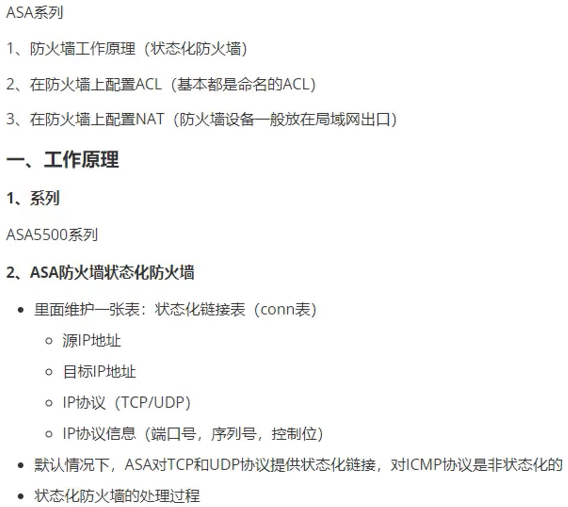 ASA系列
1、防火墙工作原理（状态化防火墙）
2、在防火墙上配置ACL（基本都是命名的ACL）
3、在防火墙上配置NAT（防火墙设备一般放在局域网出口）
一、工作原理
1、系列
ASA5500系列
2、ASA防火墙状态化防火墙
• 里面维护一张表：状态化链接表（conn表）
◦ 源IP地址
◦ 目标IP地址
◦ IP协议（TCP/UDP）
◦ IP协议信息（端口号，序列号，控制位）
• 默认情况下，ASA对TCP和UDP协议提供状态化链接，对ICMP协议是非状态化的
• 状态化防火墙的处理过程